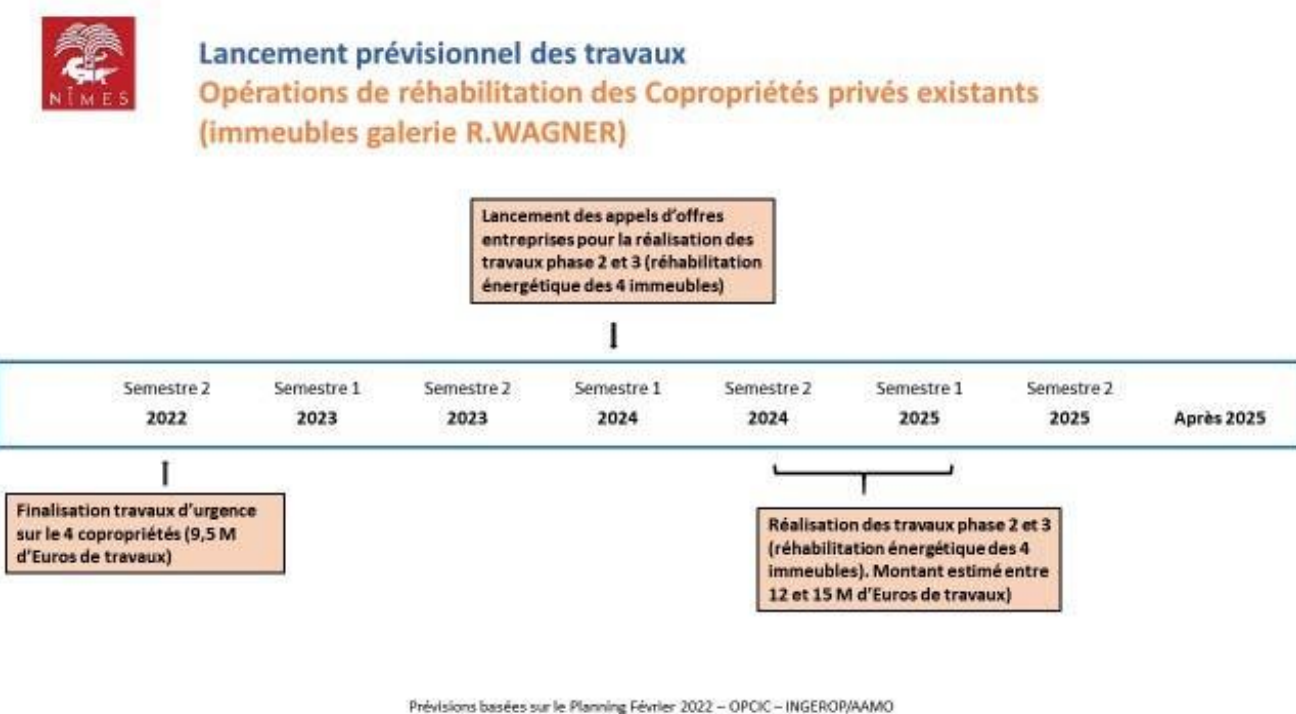 NÎMES
Lancement prévisionnel des travaux
Opérations de réhabilitation des Copropriétés privés existants
(immeubles galerie R.WAGNER)
Lancement des appels d'offres
entreprises pour la réalisation des
travaux phase 2 et 3 (réhabilitation
énergétique des 4 immeubles)
Semestre 2 Semestre 1 Semestre 2 Semestre 1 Semestre 2 Semestre 1 Semestre 2
2022 2023 2023 2024 2024 2025 2025 Après 2025
Finalisation travaux d'urgence
sur le 4 copropriétés (9,5 M
d'Euros de travaux)
Réalisation des travaux phase 2 et 3
(réhabilitation énergétique des 4
immeubles). Montant estimé entre
12 et 15 M d'Euros de travaux)
Prévisions basées sur le Planning Février 2022 – OPCIC – INGEROP/AAMO